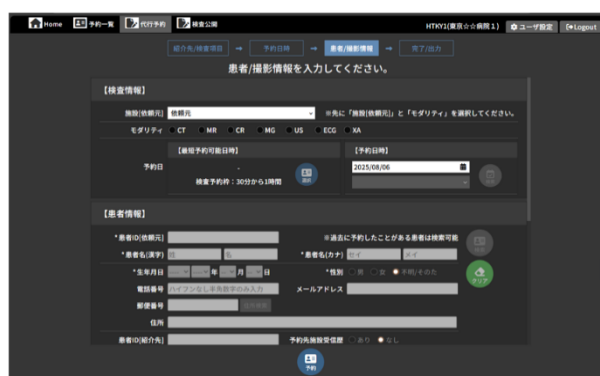 Home 予約一覧 代行予約 検査公開 HTKY1(東京☆☆病院1) ユーザ設定 Logout
紹介先/検査項目 → 予約日時 → 患者/撮影情報 → 完了/出力
患者/撮影情報を入力してください。
【検査情報】
施設[依頼元] 依頼元 ※先に「施設[依頼元]」と「モダリティ」を選択してください。
モダリティ CT MR CR MG US ECG XA
【最短予約可能日時】 【予約日時】
予約日 - 2025/08/06
検査予約枠：30分から1時間 選択
【患者情報】
*患者ID[依頼元] ※過去に予約したことがある患者は検索可能
*患者名(漢字) 姓 名 *患者名(カナ) セイ メイ
*生年月日 ---- 年 -- 月 -- 日 *性別 男 女 不明/そのた クリア
電話番号 ハイフンなし半角数字のみ入力 メールアドレス
郵便番号
住所
患者ID[紹介先] 予約先施設受信歴 あり なし
予約